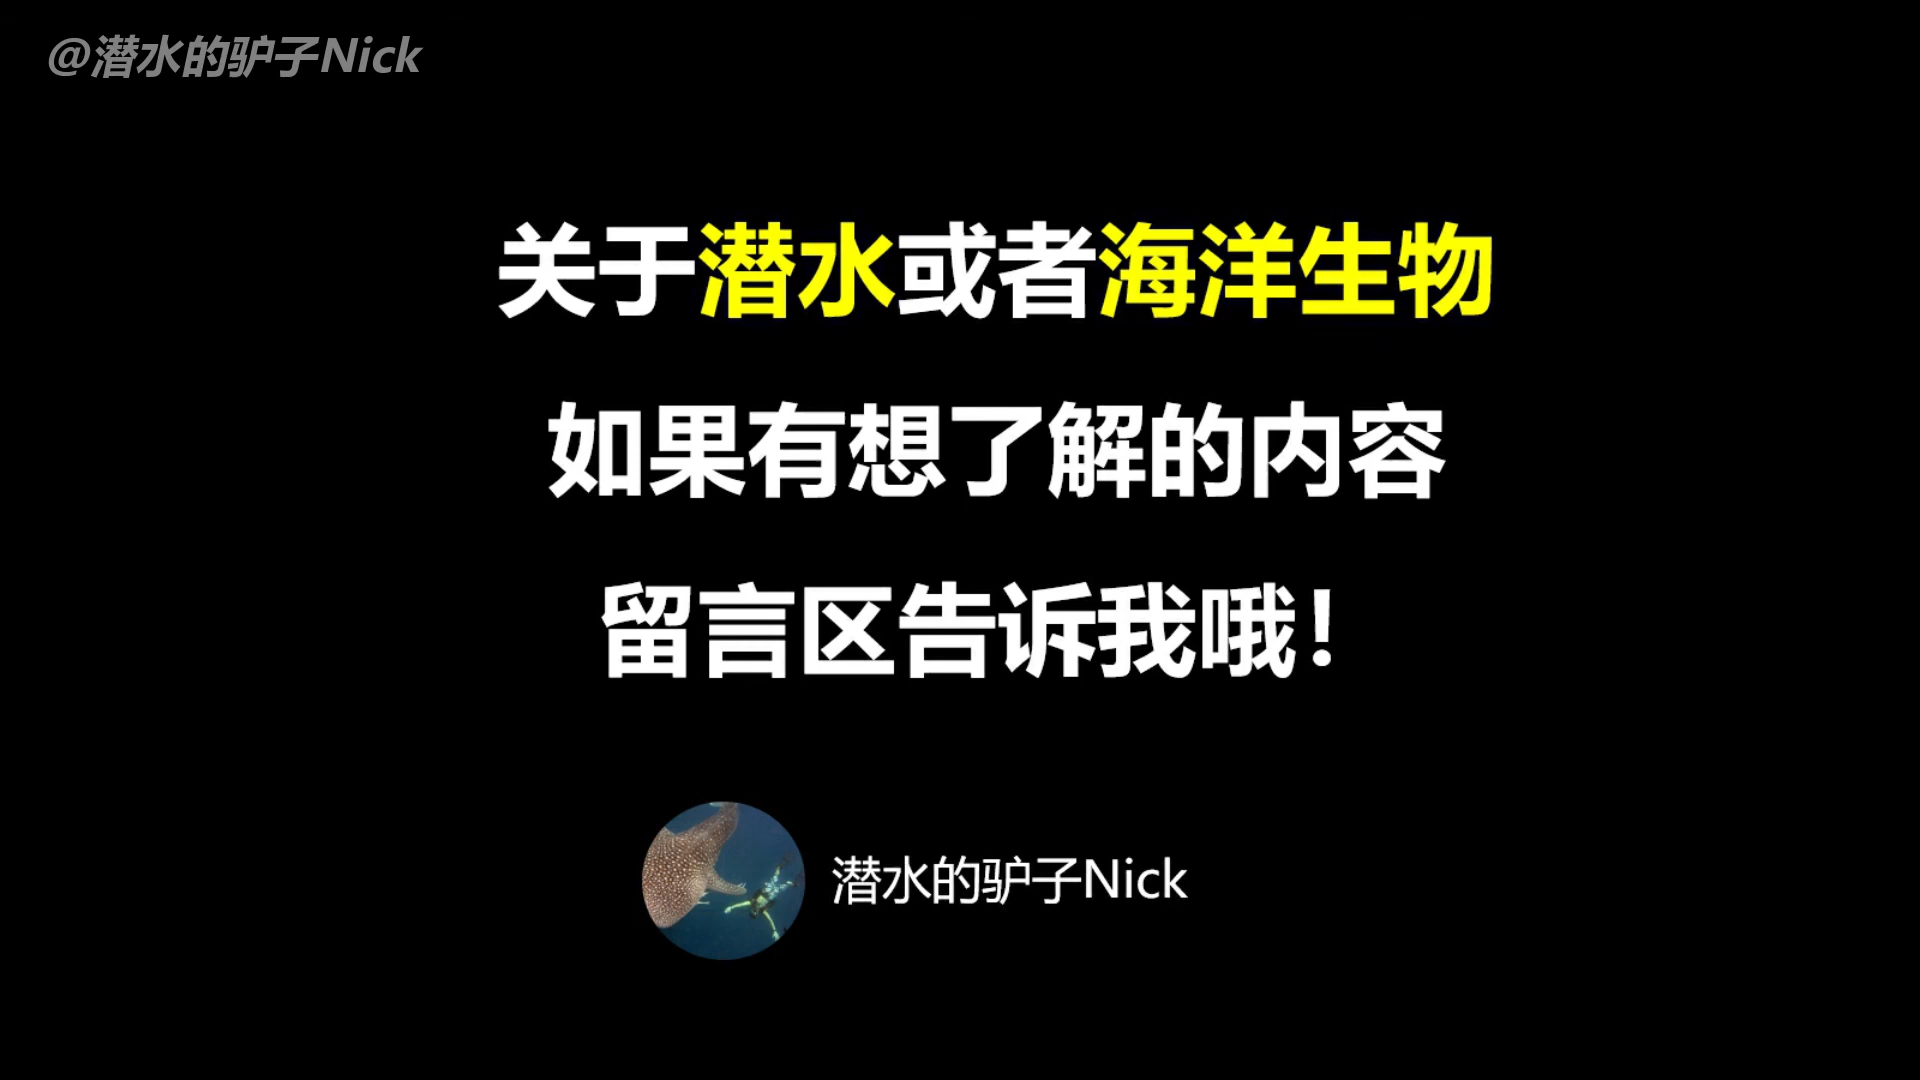 @潜水的驴子Nick
关于潜水或者海洋生物
如果有想了解的内容
留言区告诉我哦！
潜水的驴子Nick